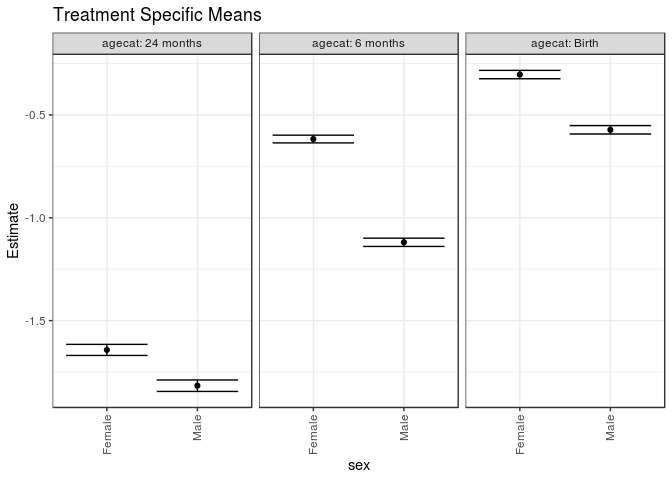 Treatment Specific Means
agecat: 24 months
agecat: 6 months
agecat: Birth
Estimate
-0.5
-1.0
-1.5
Female
Male
Female
Male
Female
Male
sex